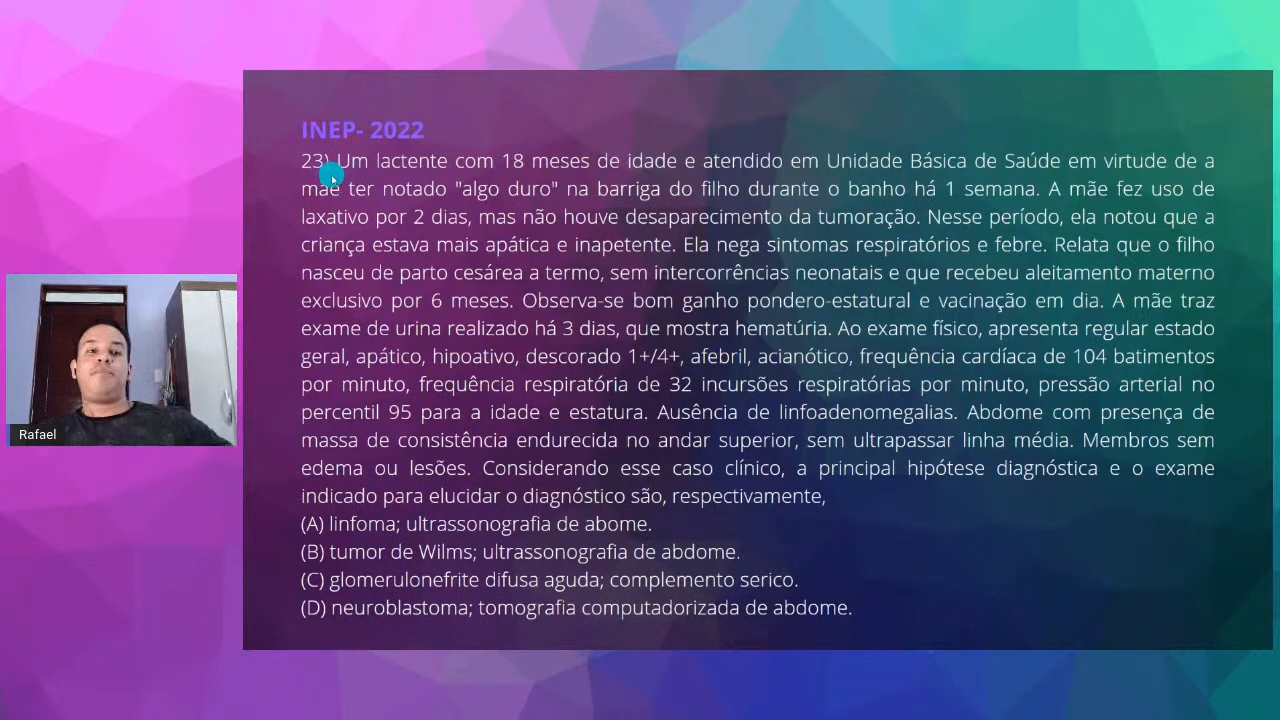 INEP- 2022
23) Um lactente com 18 meses de idade e atendido em Unidade Básica de Saúde em virtude de a
mãe ter notado "algo duro" na barriga do filho durante o banho há 1 semana. A mãe fez uso de
laxativo por 2 dias, mas não houve desaparecimento da tumoração. Nesse período, ela notou que a
criança estava mais apática e inapetente. Ela nega sintomas respiratórios e febre. Relata que o filho
nasceu de parto cesárea a termo, sem intercorrências neonatais e que recebeu aleitamento materno
exclusivo por 6 meses. Observa-se bom ganho pondero-estatural e vacinação em dia. A mãe traz
exame de urina realizado há 3 dias, que mostra hematúria. Ao exame físico, apresenta regular estado
geral, apático, hipoativo, descorado 1+/4+, afebril, acianótico, frequência cardíaca de 104 batimentos
por minuto, frequência respiratória de 32 incursões respiratórias por minuto, pressão arterial no
percentil 95 para a idade e estatura. Ausência de linfoadenomegalias. Abdome com presença de
massa de consistência endurecida no andar superior, sem ultrapassar linha média. Membros sem
edema ou lesões. Considerando esse caso clínico, a principal hipótese diagnóstica e o exame
indicado para elucidar o diagnóstico são, respectivamente,
(A) linfoma; ultrassonografia de abome.
(B) tumor de Wilms; ultrassonografia de abdome.
(C) glomerulonefrite difusa aguda; complemento serico.
(D) neuroblastoma; tomografia computadorizada de abdome.
Rafael